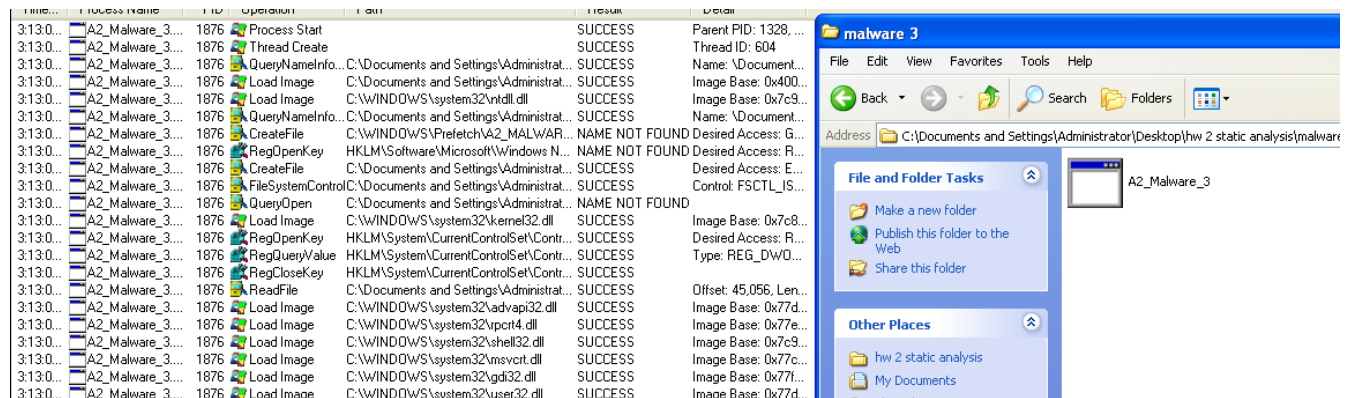 Time... Process Name PID Operation Path Result Detail
3:13:0... A2_Malware_3.... 1876 Process Start SUCCESS Parent PID: 1328, ...
3:13:0... A2_Malware_3.... 1876 Thread Create SUCCESS Thread ID: 604
3:13:0... A2_Malware_3.... 1876 QueryNameInfo... C:\Documents and Settings\Administrat... SUCCESS Name: \Document...
3:13:0... A2_Malware_3.... 1876 Load Image C:\Documents and Settings\Administrat... SUCCESS Image Base: 0x400...
3:13:0... A2_Malware_3.... 1876 Load Image C:\WINDOWS\system32\ntdll.dll SUCCESS Image Base: 0x7c9...
3:13:0... A2_Malware_3.... 1876 QueryNameInfo... C:\Documents and Settings\Administrat... SUCCESS Name: \Document...
3:13:0... A2_Malware_3.... 1876 CreateFile C:\WINDOWS\Prefetch\A2_MALWAR... NAME NOT FOUND Desired Access: G...
3:13:0... A2_Malware_3.... 1876 RegOpenKey HKLM\Software\Microsoft\Windows N... NAME NOT FOUND Desired Access: R...
3:13:0... A2_Malware_3.... 1876 CreateFile C:\Documents and Settings\Administrat... SUCCESS Desired Access: E...
3:13:0... A2_Malware_3.... 1876 FileSystemControl C:\Documents and Settings\Administrat... SUCCESS Control: FSCTL_IS...
3:13:0... A2_Malware_3.... 1876 QueryOpen C:\Documents and Settings\Administrat... NAME NOT FOUND
3:13:0... A2_Malware_3.... 1876 Load Image C:\WINDOWS\system32\kernel32.dll SUCCESS Image Base: 0x7c8...
3:13:0... A2_Malware_3.... 1876 RegOpenKey HKLM\System\CurrentControlSet\Contr... SUCCESS Desired Access: R...
3:13:0... A2_Malware_3.... 1876 RegQueryValue HKLM\System\CurrentControlSet\Contr... SUCCESS Type: REG_DWO...
3:13:0... A2_Malware_3.... 1876 RegCloseKey HKLM\System\CurrentControlSet\Contr... SUCCESS
3:13:0... A2_Malware_3.... 1876 ReadFile C:\Documents and Settings\Administrat... SUCCESS Offset: 45,056, Len...
3:13:0... A2_Malware_3.... 1876 Load Image C:\WINDOWS\system32\advapi32.dll SUCCESS Image Base: 0x77d...
3:13:0... A2_Malware_3.... 1876 Load Image C:\WINDOWS\system32\rpcrt4.dll SUCCESS Image Base: 0x77e...
3:13:0... A2_Malware_3.... 1876 Load Image C:\WINDOWS\system32\shell32.dll SUCCESS Image Base: 0x7c9...
3:13:0... A2_Malware_3.... 1876 Load Image C:\WINDOWS\system32\msvcrt.dll SUCCESS Image Base: 0x77c...
3:13:0... A2_Malware_3.... 1876 Load Image C:\WINDOWS\system32\gdi32.dll SUCCESS Image Base: 0x77f...
3:13:0... A2_Malware_3.... 1876 Load Image C:\WINDOWS\system32\user32.dll SUCCESS Image Base: 0x77d...
malware 3
File Edit View Favorites Tools Help
Back Search Folders
Address C:\Documents and Settings\Administrator\Desktop\hw 2 static analysis\malware
File and Folder Tasks
Make a new folder
Publish this folder to the
Web
Share this folder
Other Places
hw 2 static analysis
My Documents
A2_Malware_3